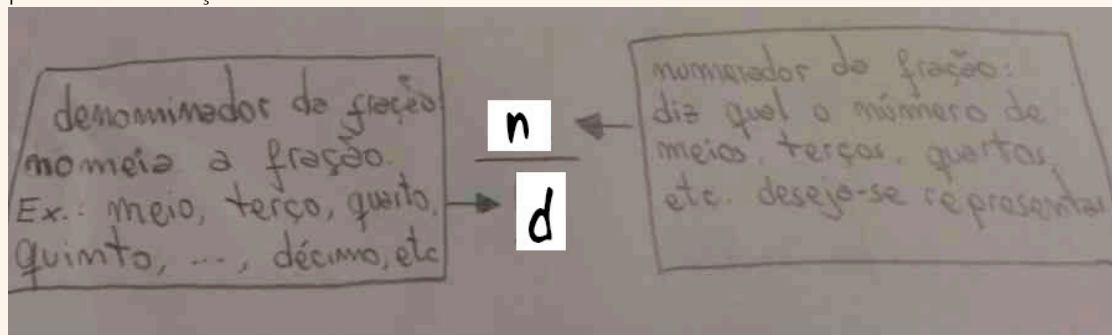 denominador da fração
nomeia a fração.
Ex.: meio, terço, quarto,
quinto, ..., décimo, etc
n
d
numerador da fração:
diz qual o número de
meios, terços, quartos,
etc. deseja-se representar